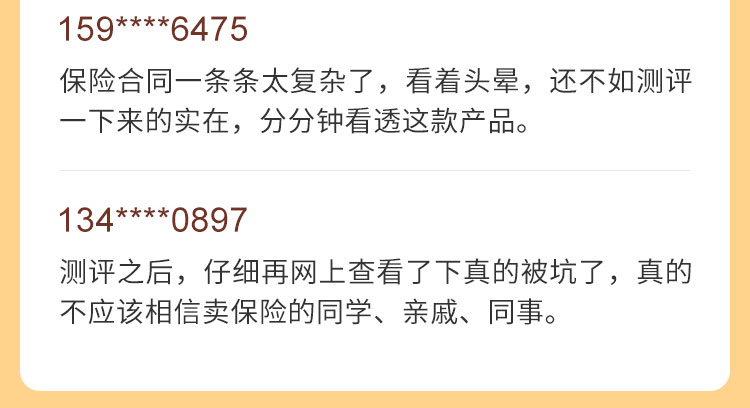 159****6475
保险合同一条条太复杂了，看着头晕，还不如测评
一下来的实在，分分钟看透这款产品。
134****0897
测评之后，仔细再网上查看了下真的被坑了，真的
不应该相信卖保险的同学、亲戚、同事。